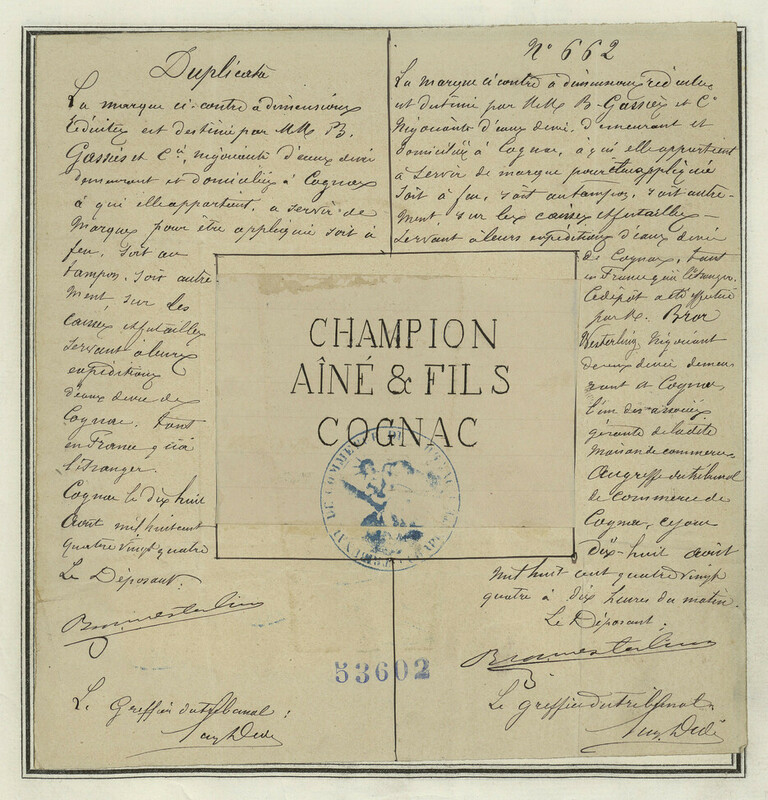 Duplicata
La marque ci-contre à dimensions
réduites est destiné par MM. B.
Gassies et Cie, négociants d'eaux de vie
demeurant et domiciliés à Cognac
à qui elle appartient, a servir de
Marque pour être appliquée soit à
feu, soit au
tampon, soit autre
ment, sur les
caisses et futailles
servant à leurs
expéditions
d'eaux de vie de
Cognac, tant
en France qu'à
l'étranger.
Cognac le dix huit
Août mil huit cent
quatre vingt quatre
Le Déposant:
Le Greffier du tribunal:
No 662
La marque ci contre à dimensions réduites
est destiné par MM. B. Gassies et Cie
Négociants d'eaux de vie, demeurant et
domiciliés à Cognac, à qui elle appartient
a servir de marque pour être appliquée
soit à feu, soit au tampon, soit autre-
ment, sur les caisses et futailles
servant à leurs expéditions d'eaux de vie
de Cognac, tant
en France qu'à l'étranger.
Ce dépôt a été effectué
par M. Bror
Westerling Négociant
d'eaux de vie demeu
rant à Cognac
l'un des associés
gérants de ladite
Maison de commerce
Au greffe du tribunal
de commerce de
Cognac, ce jour
dix-huit août
mil huit cent quatre vingt
quatre à dix heures du matin.
Le Déposant:
Le greffier du tribunal
CHAMPION
AÎNÉ & FILS
COGNAC
53602